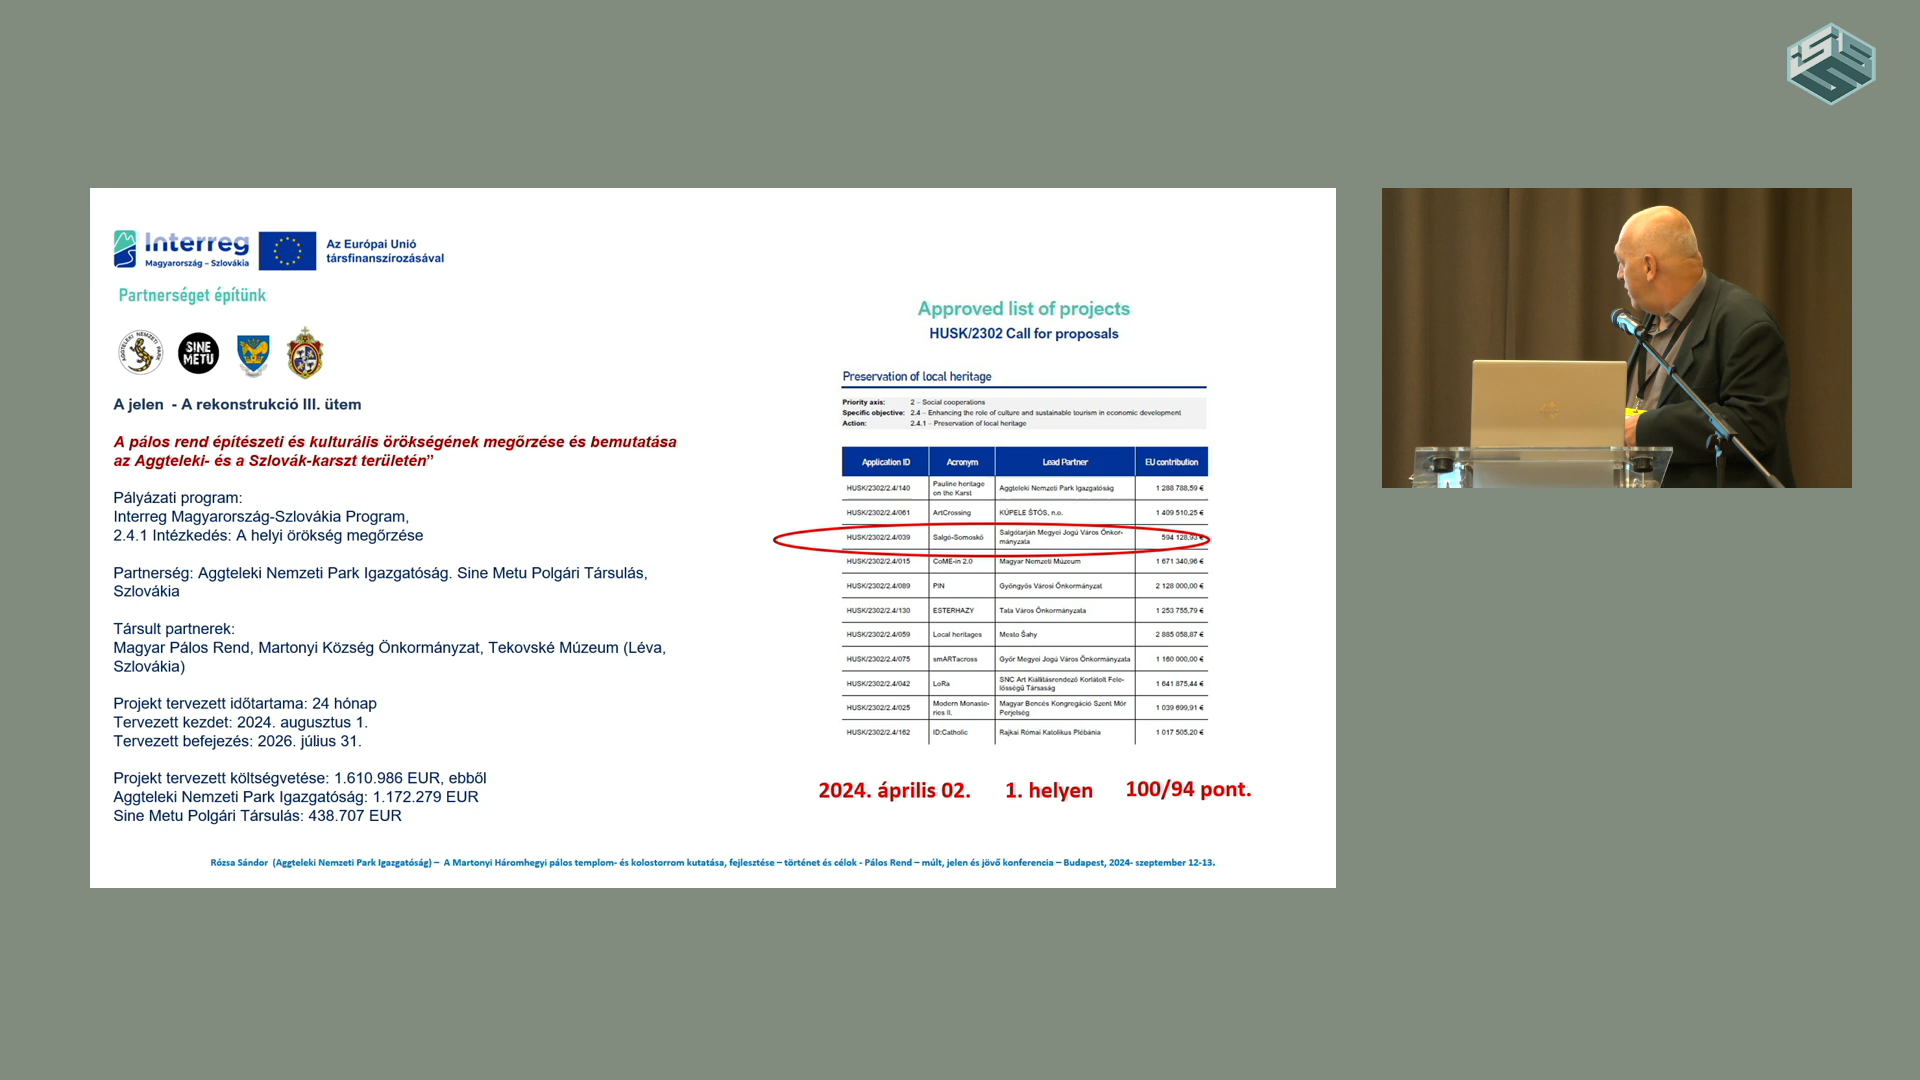 Interreg
Magyarország – Szlovákia
Az Európai Unió
társfinanszírozásával
Partnerséget építünk
AGGTELEKI NEMZETI PARK
SINE
METU
A jelen - A rekonstrukció III. ütem
A pálos rend építészeti és kulturális örökségének megőrzése és bemutatása
az Aggteleki- és a Szlovák-karszt területén”
Pályázati program:
Interreg Magyarország-Szlovákia Program,
2.4.1 Intézkedés: A helyi örökség megőrzése
Partnerség: Aggteleki Nemzeti Park Igazgatóság. Sine Metu Polgári Társulás,
Szlovákia
Társult partnerek:
Magyar Pálos Rend, Martonyi Község Önkormányzat, Tekovské Múzeum (Léva,
Szlovákia)
Projekt tervezett időtartama: 24 hónap
Tervezett kezdet: 2024. augusztus 1.
Tervezett befejezés: 2026. július 31.
Projekt tervezett költségvetése: 1.610.986 EUR, ebből
Aggteleki Nemzeti Park Igazgatóság: 1.172.279 EUR
Sine Metu Polgári Társulás: 438.707 EUR
Approved list of projects
HUSK/2302 Call for proposals
Preservation of local heritage
Priority axis: 2 – Social cooperations
Specific objective: 2.4 – Enhancing the role of culture and sustainable tourism in economic development
Action: 2.4.1 – Preservation of local heritage
Application ID Acronym Lead Partner EU contribution
HUSK/2302/2.4/140 Pauline heritage on the Karst Aggteleki Nemzeti Park Igazgatóság 1 288 788,59 €
HUSK/2302/2.4/061 ArtCrossing KÚPELE ŠTÓS, n.o. 1 409 510,25 €
HUSK/2302/2.4/039 Salgó-Somoskő Salgótarján Megyei Jogú Város Önkor-mányzata 594 128,93 €
HUSK/2302/2.4/015 CoME-in 2.0 Magyar Nemzeti Múzeum 1 671 340,96 €
HUSK/2302/2.4/089 PIN Gyöngyös Városi Önkormányzat 2 128 000,00 €
HUSK/2302/2.4/130 ESTERHAZY Tata Város Önkormányzata 1 253 755,79 €
HUSK/2302/2.4/059 Local heritages Mesto Šahy 2 885 058,87 €
HUSK/2302/2.4/075 smARTacross Győr Megyei Jogú Város Önkormányzata 1 160 000,00 €
HUSK/2302/2.4/042 LoRa SNC Art Kiállításrendező Korlátolt Fele-lősségű Társaság 1 641 875,44 €
HUSK/2302/2.4/025 Modern Monaste-ries II. Magyar Bencés Kongregáció Szent Mór Perjelség 1 039 699,91 €
HUSK/2302/2.4/162 ID:Catholic Rajkai Római Katolikus Plébánia 1 017 505,20 €
2024. április 02. 1. helyen 100/94 pont.
Rózsa Sándor (Aggteleki Nemzeti Park Igazgatóság) – A Martonyi Háromhegyi pálos templom- és kolostorrom kutatása, fejlesztése – történet és célok - Pálos Rend – múlt, jelen és jövő konferencia – Budapest, 2024- szeptember 12-13.